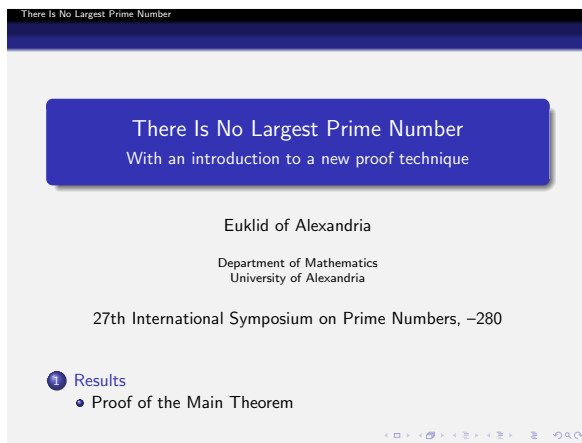 There Is No Largest Prime Number
There Is No Largest Prime Number
With an introduction to a new proof technique
Euklid of Alexandria
Department of Mathematics
University of Alexandria
27th International Symposium on Prime Numbers, –280
1 Results
Proof of the Main Theorem